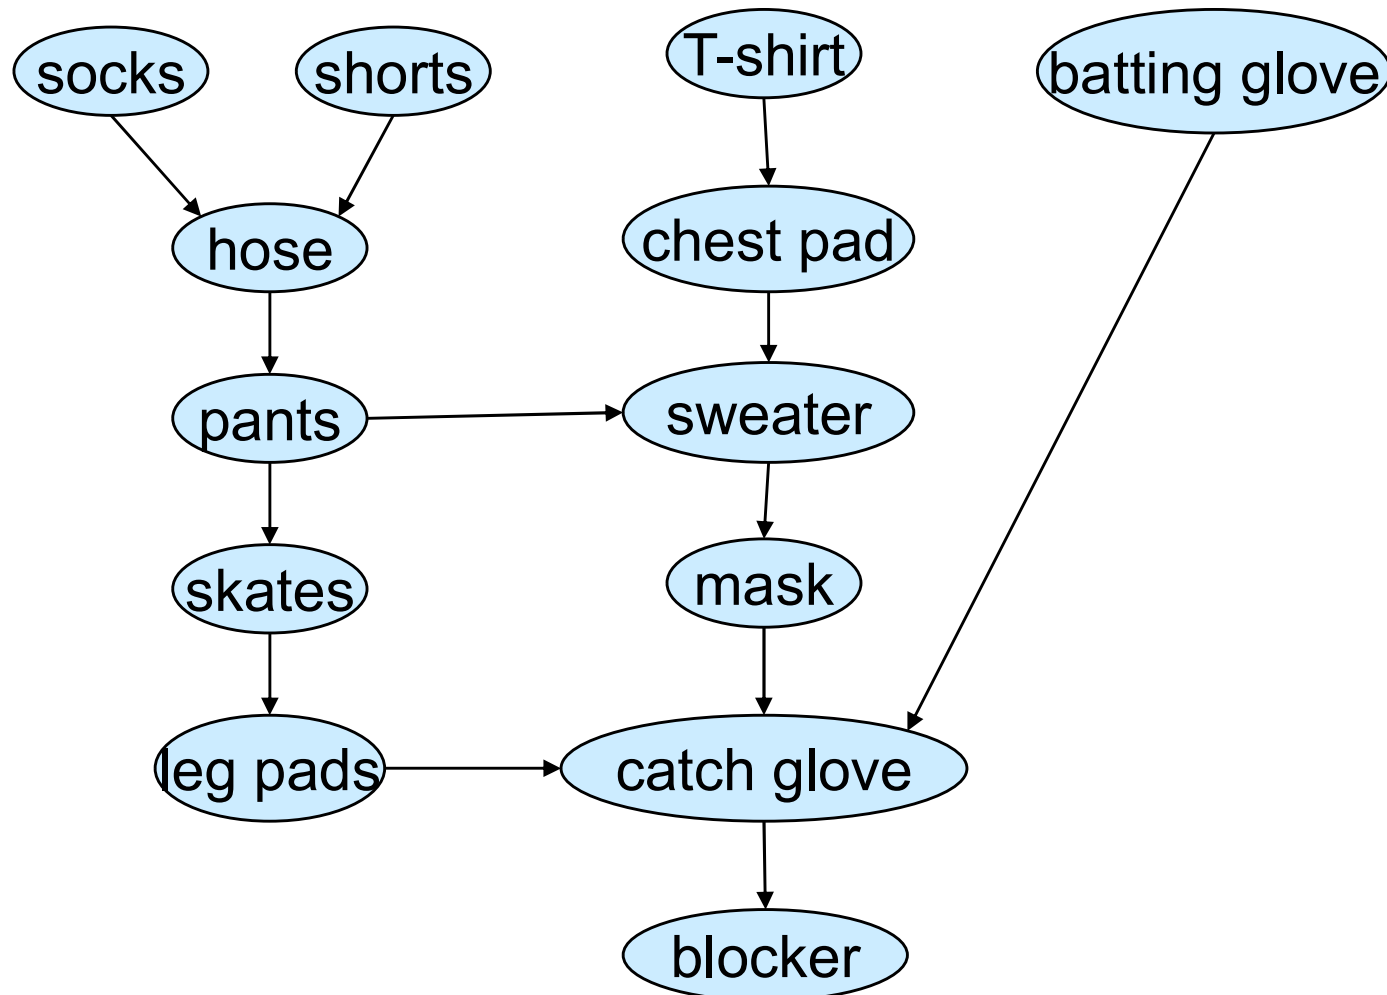 socks
shorts
T-shirt
batting glove
hose
chest pad
pants
sweater
skates
mask
leg pads
catch glove
blocker